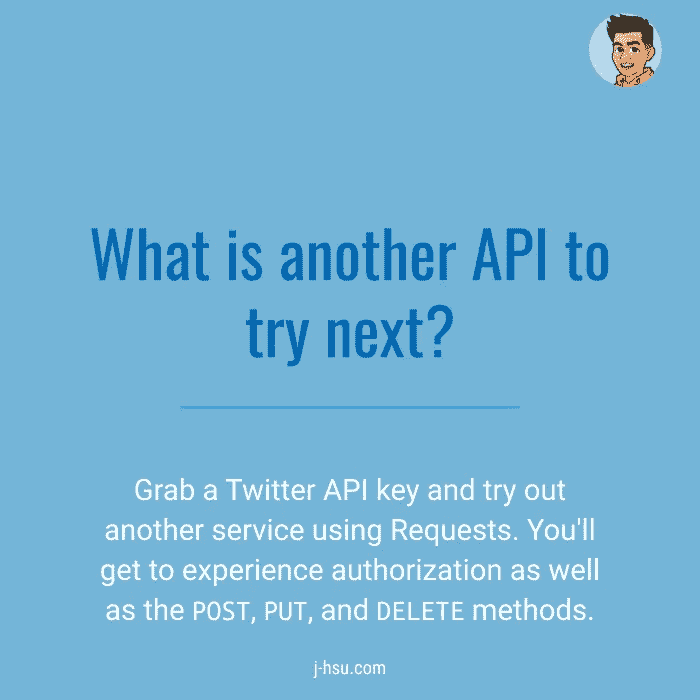 What is another API to
try next?
Grab a Twitter API key and try out
another service using Requests. You'll
get to experience authorization as well
as the POST, PUT, and DELETE methods.
j-hsu.com